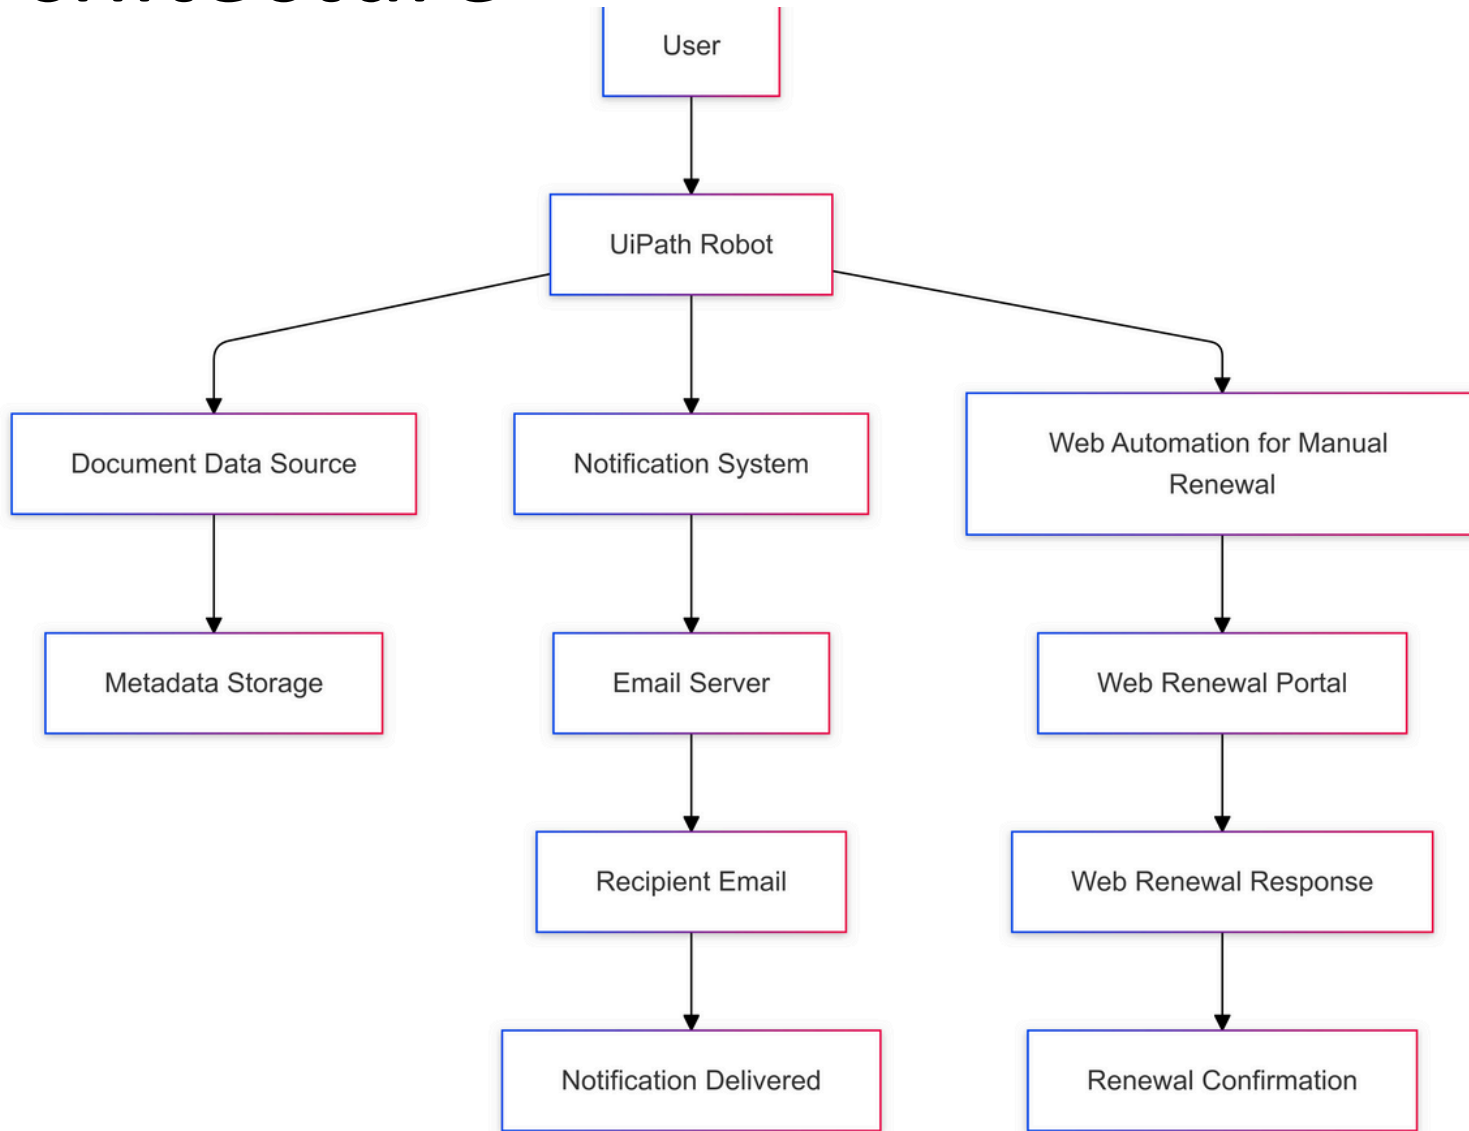 User
UiPath Robot
Document Data Source
Notification System
Web Automation for Manual
Renewal
Metadata Storage
Email Server
Web Renewal Portal
Recipient Email
Web Renewal Response
Notification Delivered
Renewal Confirmation